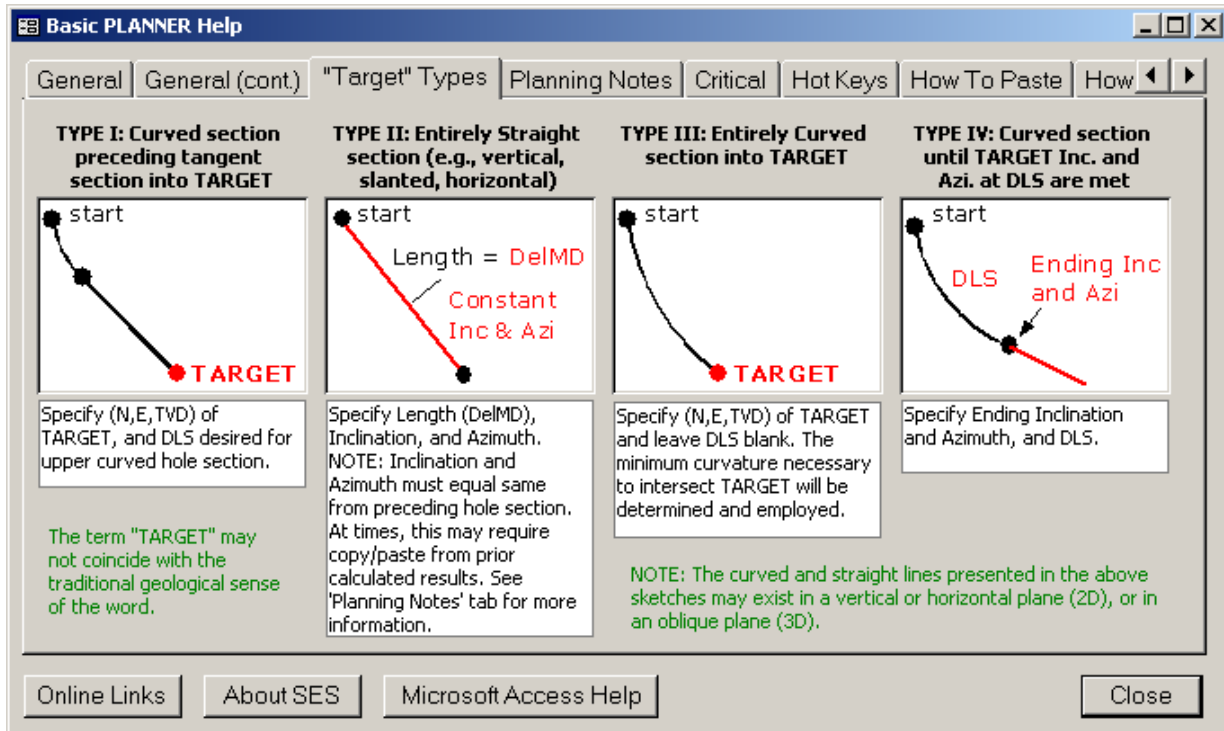 Basic PLANNER Help
General
General (cont.)
"Target" Types
Planning Notes
Critical
Hot Keys
How To Paste
How
TYPE I: Curved section
preceding tangent
section into TARGET
start
TARGET
Specify (N,E,TVD) of
TARGET, and DLS desired for
upper curved hole section.
The term "TARGET" may
not coincide with the
traditional geological sense
of the word.
TYPE II: Entirely Straight
section (e.g., vertical,
slanted, horizontal)
start
Length = DelMD
Constant
Inc & Azi
Specify Length (DelMD),
Inclination, and Azimuth.
NOTE: Inclination and
Azimuth must equal same
from preceding hole section.
At times, this may require
copy/paste from prior
calculated results. See
'Planning Notes' tab for more
information.
TYPE III: Entirely Curved
section into TARGET
start
TARGET
Specify (N,E,TVD) of TARGET
and leave DLS blank. The
minimum curvature necessary
to intersect TARGET will be
determined and employed.
TYPE IV: Curved section
until TARGET Inc. and
Azi. at DLS are met
start
DLS
Ending Inc
and Azi
Specify Ending Inclination
and Azimuth, and DLS.
NOTE: The curved and straight lines presented in the above
sketches may exist in a vertical or horizontal plane (2D), or in
an oblique plane (3D).
Online Links
About SES
Microsoft Access Help
Close